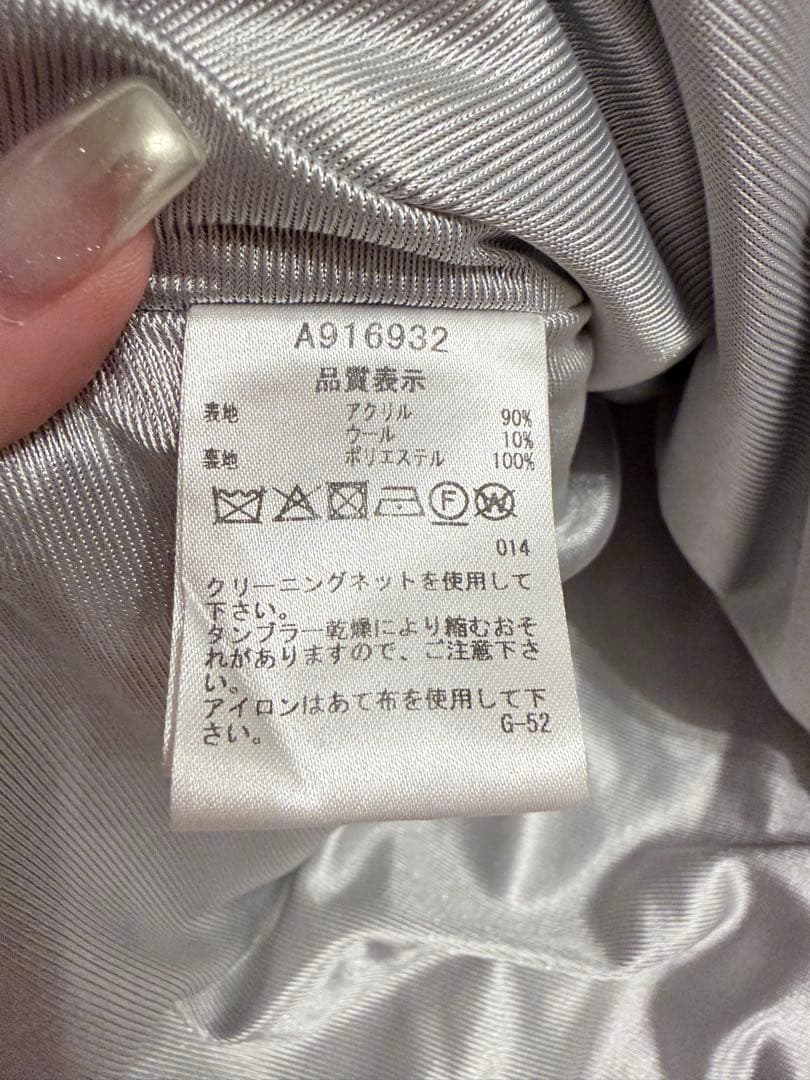 A916932
品質表示
表地 アクリル 90%
ウール 10%
裏地 ポリエステル 100%
F W
014
クリーニングネットを使用して
下さい。
タンブラー乾燥により縮むおそ
れがありますので、ご注意下さ
い。
アイロンはあて布を使用して下
さい。 G-52